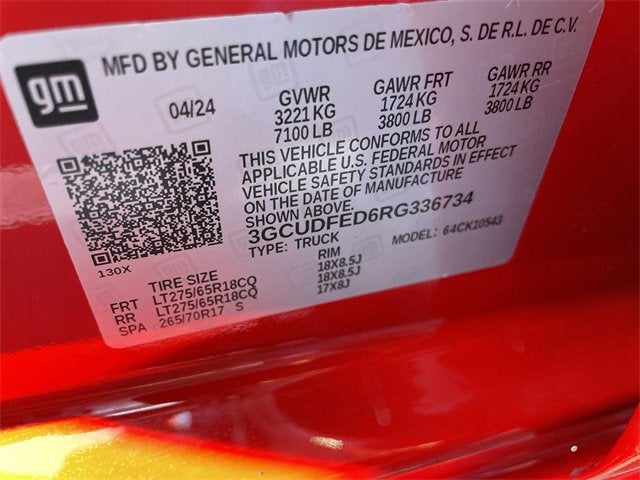 gm
MFD BY GENERAL MOTORS DE MEXICO, S. DE R.L. DE C.V.
04/24 GVWR GAWR FRT GAWR RR
3221 KG 1724 KG 1724 KG
7100 LB 3800 LB 3800 LB
THIS VEHICLE CONFORMS TO ALL
APPLICABLE U.S. FEDERAL MOTOR
VEHICLE SAFETY STANDARDS IN EFFECT
ON THE DATE OF MANUFACTURE
SHOWN ABOVE.
3GCUDFED6RG336734
TYPE: TRUCK MODEL: 64CK10543
130X
TIRE SIZE RIM
FRT LT275/65R18CQ 18X8.5J
RR LT275/65R18CQ 18X8.5J
SPA 265/70R17 S 17X8J